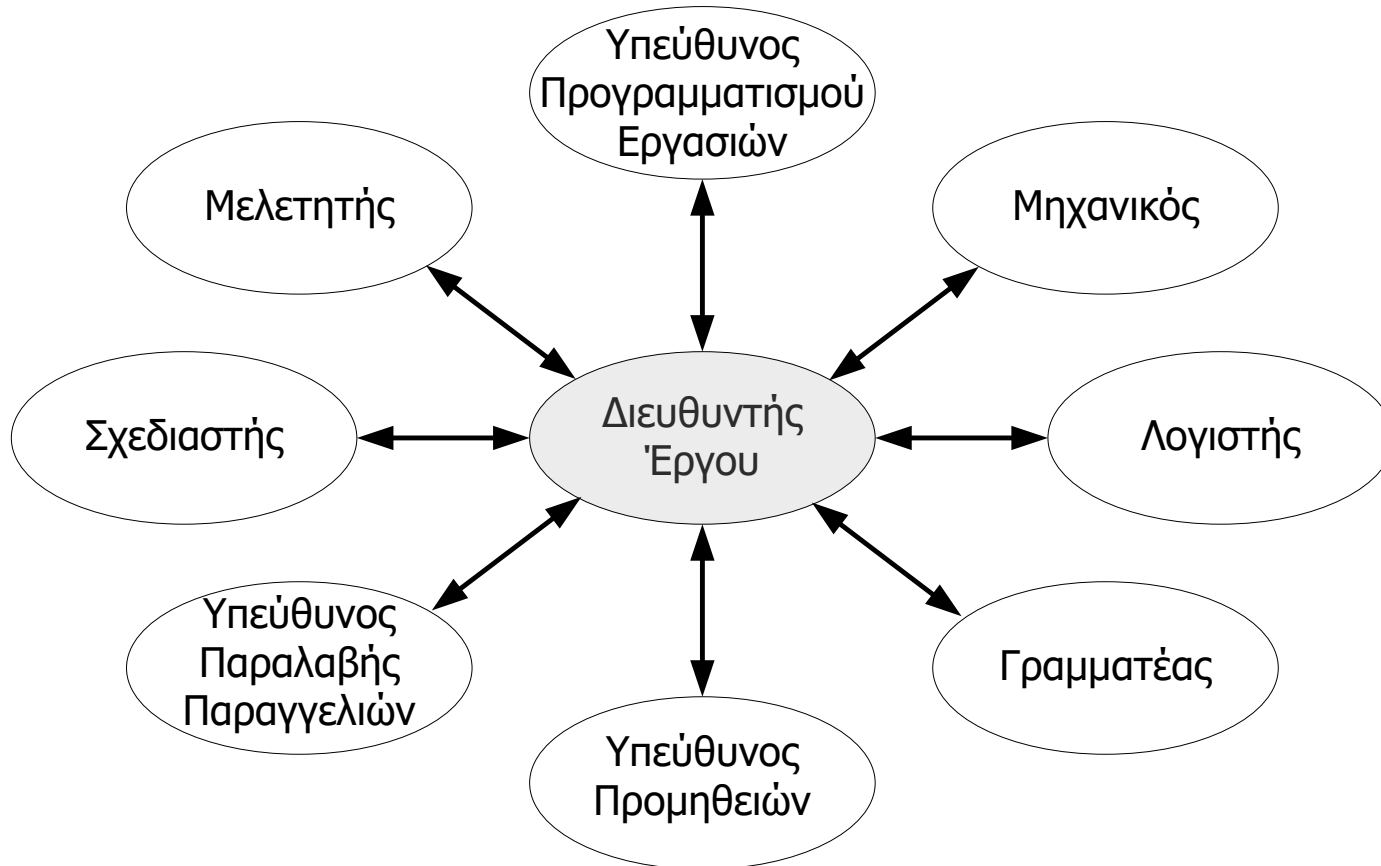 Υπεύθυνος
Προγραμματισμού
Εργασιών
Μελετητής
Μηχανικός
Σχεδιαστής
Διευθυντής
Έργου
Λογιστής
Υπεύθυνος
Παραλαβής
Παραγγελιών
Γραμματέας
Υπεύθυνος
Προμηθειών